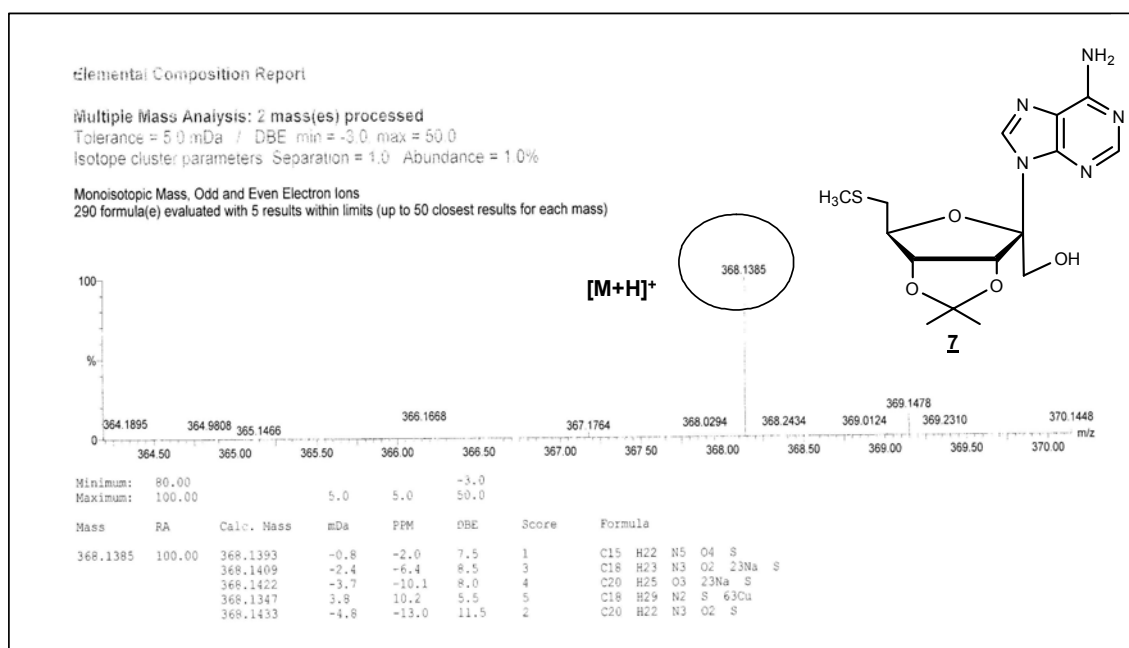 Elemental Composition Report
Multiple Mass Analysis: 2 mass(es) processed
Tolerance = 5.0 mDa / DBE: min = -3.0, max = 50.0
Isotope cluster parameters: Separation = 1.0 Abundance = 1.0%
Monoisotopic Mass, Odd and Even Electron Ions
290 formula(e) evaluated with 5 results within limits (up to 50 closest results for each mass)
NH2
N N
N N
H3CS O
OH
O O
7
[M+H]+
100
%
0
368.1385
364.1895 364.9808 365.1466 366.1668 367.1764 368.0294 368.2434 369.0124 369.1478 369.2310 370.1448
m/z
364.50 365.00 365.50 366.00 366.50 367.00 367.50 368.00 368.50 369.00 369.50 370.00
Minimum: 80.00 -3.0
Maximum: 100.00 5.0 5.0 50.0
Mass RA Calc. Mass mDa PPM DBE Score Formula
368.1385 100.00 368.1393 -0.8 -2.0 7.5 1 C15 H22 N5 O4 S
368.1409 -2.4 -6.4 8.5 3 C18 H23 N3 O2 23Na S
368.1422 -3.7 -10.1 8.0 4 C20 H25 O3 23Na S
368.1347 3.8 10.2 5.5 5 C18 H29 N2 S 63Cu
368.1433 -4.8 -13.0 11.5 2 C20 H22 N3 O2 S